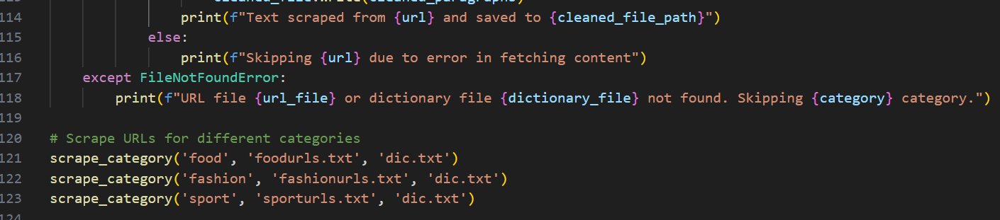 cleaned_file.write(cleaned_paragraphs)
114 print(f"Text scraped from {url} and saved to {cleaned_file_path}")
115 else:
116 print(f"Skipping {url} due to error in fetching content")
117 except FileNotFoundError:
118 print(f"URL file {url_file} or dictionary file {dictionary_file} not found. Skipping {category} category.")
119
120 # Scrape URLs for different categories
121 scrape_category('food', 'foodurls.txt', 'dic.txt')
122 scrape_category('fashion', 'fashionurls.txt', 'dic.txt')
123 scrape_category('sport', 'sporturls.txt', 'dic.txt')
124